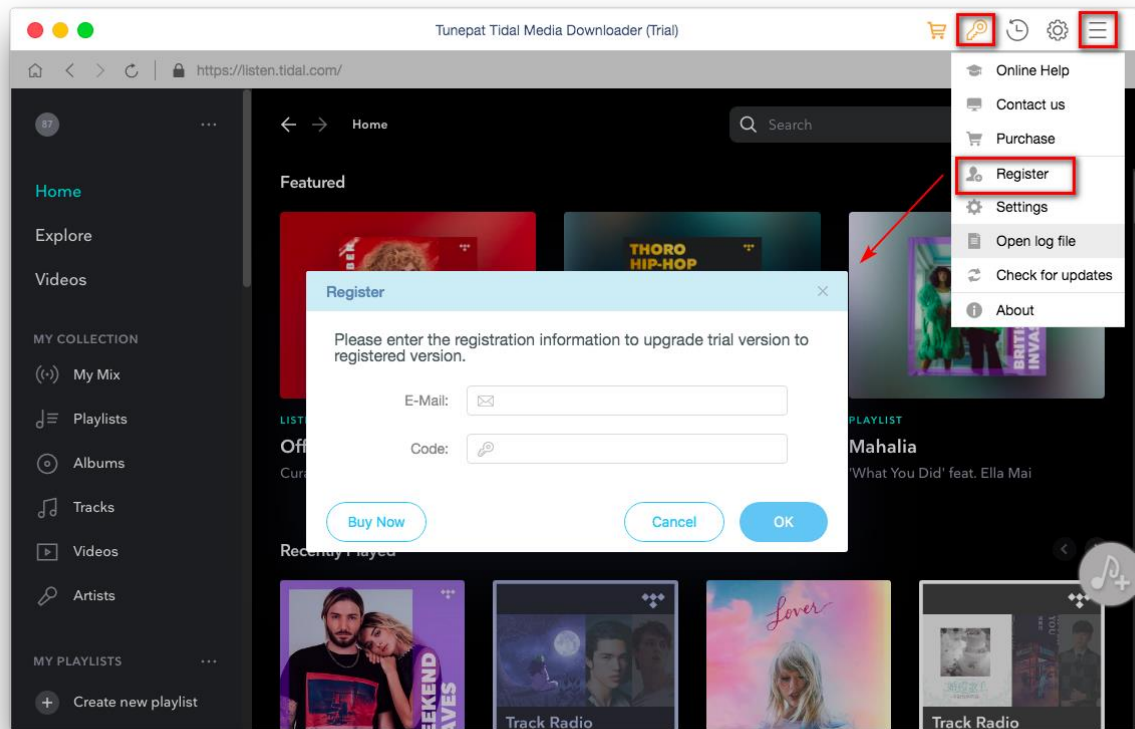 Tunepat Tidal Media Downloader (Trial)
https://listen.tidal.com/
Online Help
Contact us
Purchase
Register
Settings
Open log file
Check for updates
About
87
Home
Explore
Videos
MY COLLECTION
My Mix
Playlists
Albums
Tracks
Videos
Artists
MY PLAYLISTS
Create new playlist
Home
Search
Featured
THORO
HIP-HOP
BRITI
INVAS
Register
Please enter the registration information to upgrade trial version to
registered version.
E-Mail:
Code:
Buy Now
Cancel
OK
PLAYLIST
Mahalia
'What You Did' feat. Ella Mai
Recently Played
Lover
Track Radio
Track Radio